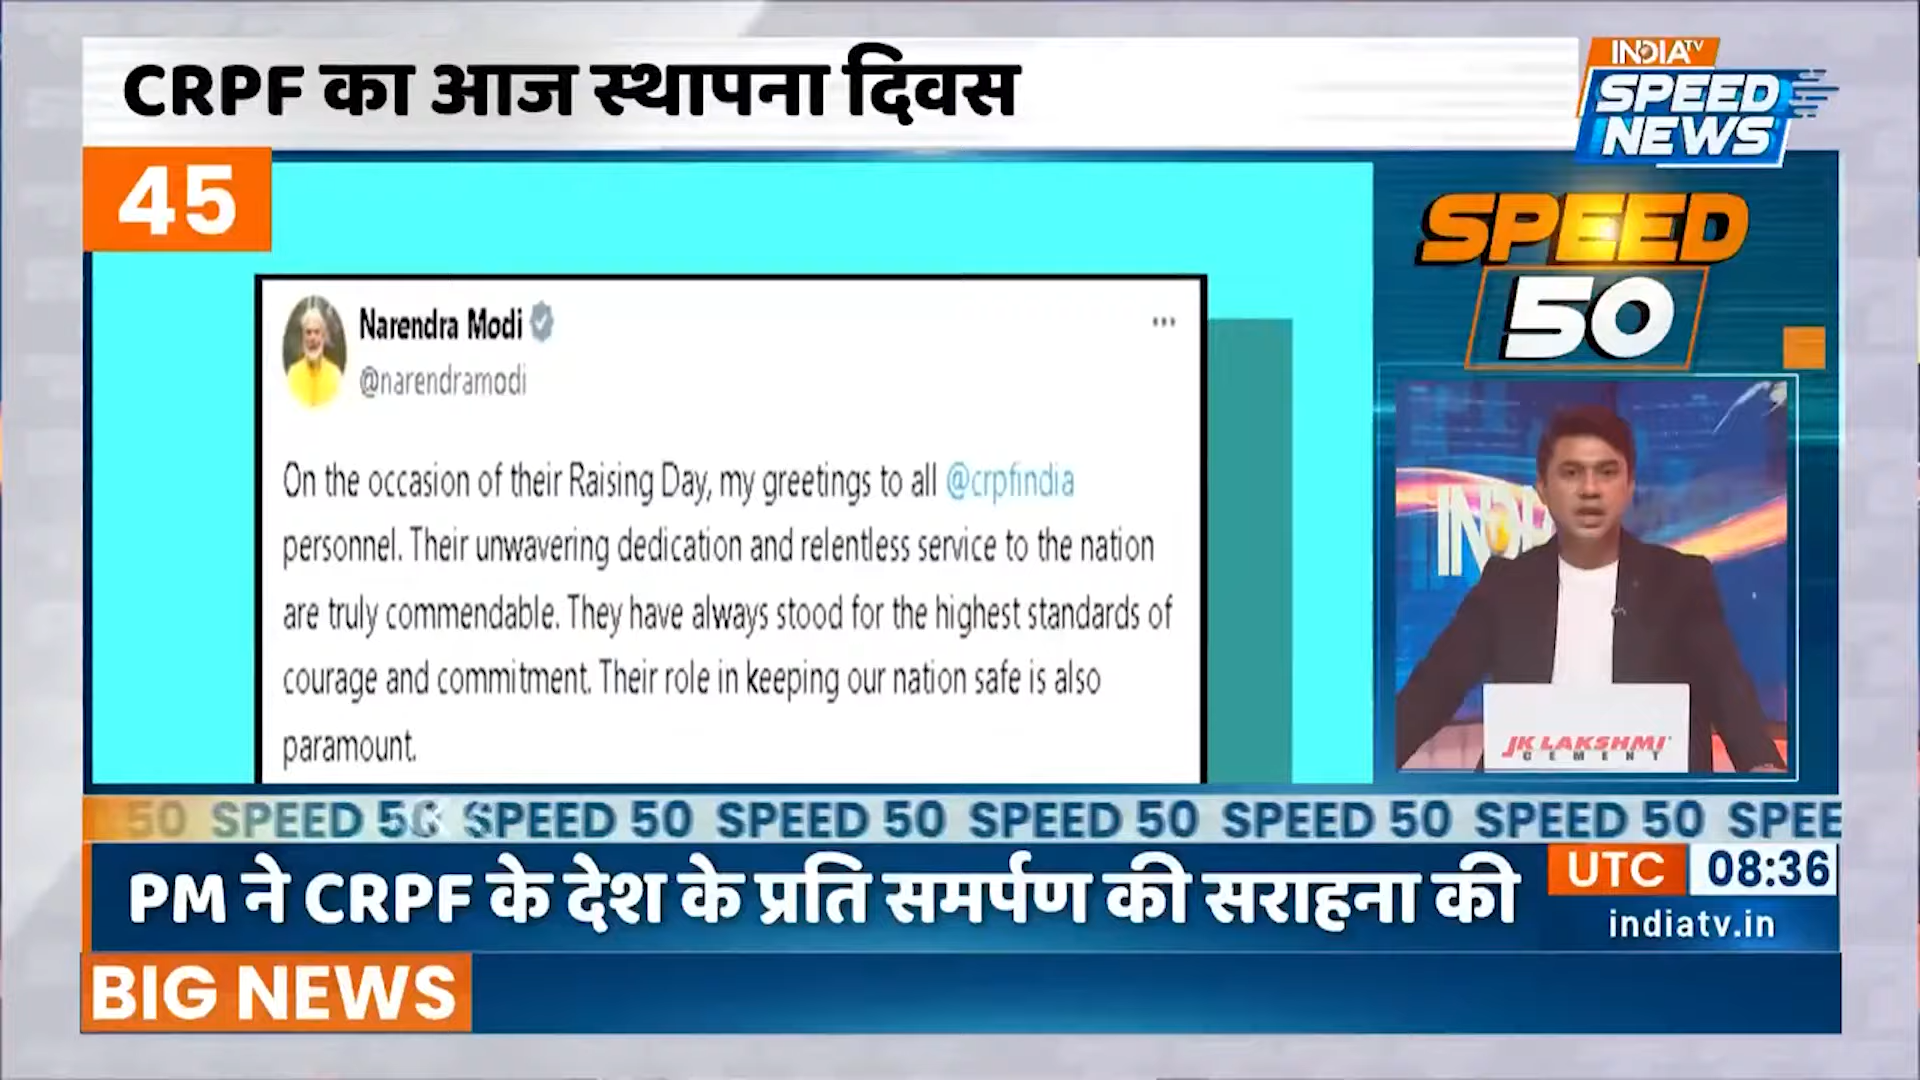 CRPF का आज स्थापना दिवस
INDIA TV
SPEED
NEWS
45
SPEED
50
Narendra Modi
@narendramodi
On the occasion of their Raising Day, my greetings to all @crpfindia
personnel. Their unwavering dedication and relentless service to the nation
are truly commendable. They have always stood for the highest standards of
courage and commitment. Their role in keeping our nation safe is also
paramount.
JK LAKSHMI
CEMENT
50 SPEED 50 SPEED 50 SPEED 50 SPEED 50 SPEED 50 SPEED 50 SPEE
PM ने CRPF के देश के प्रति समर्पण की सराहना की
UTC 08:36
indiatv.in
BIG NEWS